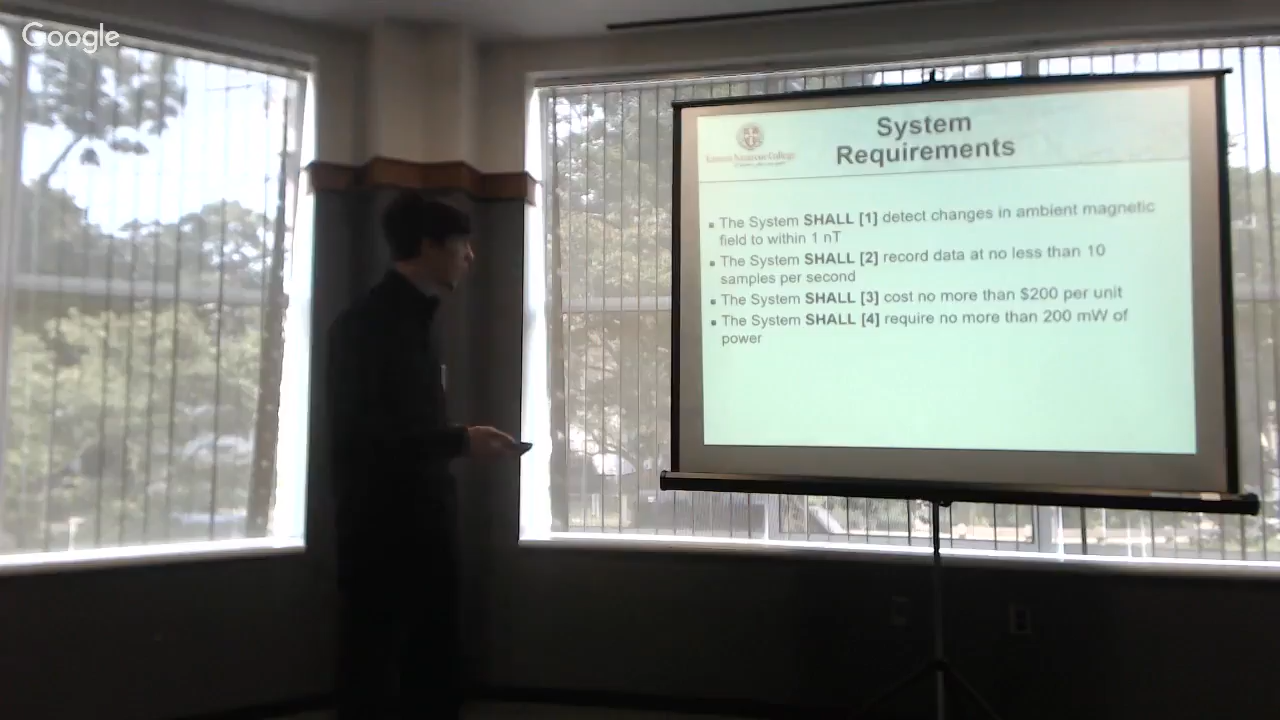 Google
System
Requirements
The System SHALL [1] detect changes in ambient magnetic
field to within 1 nT
The System SHALL [2] record data at no less than 10
samples per second
The System SHALL [3] cost no more than $200 per unit
The System SHALL [4] require no more than 200 mW of
power